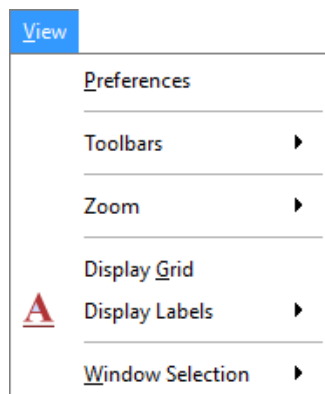 View
Preferences
Toolbars
Zoom
Display Grid
A Display Labels
Window Selection